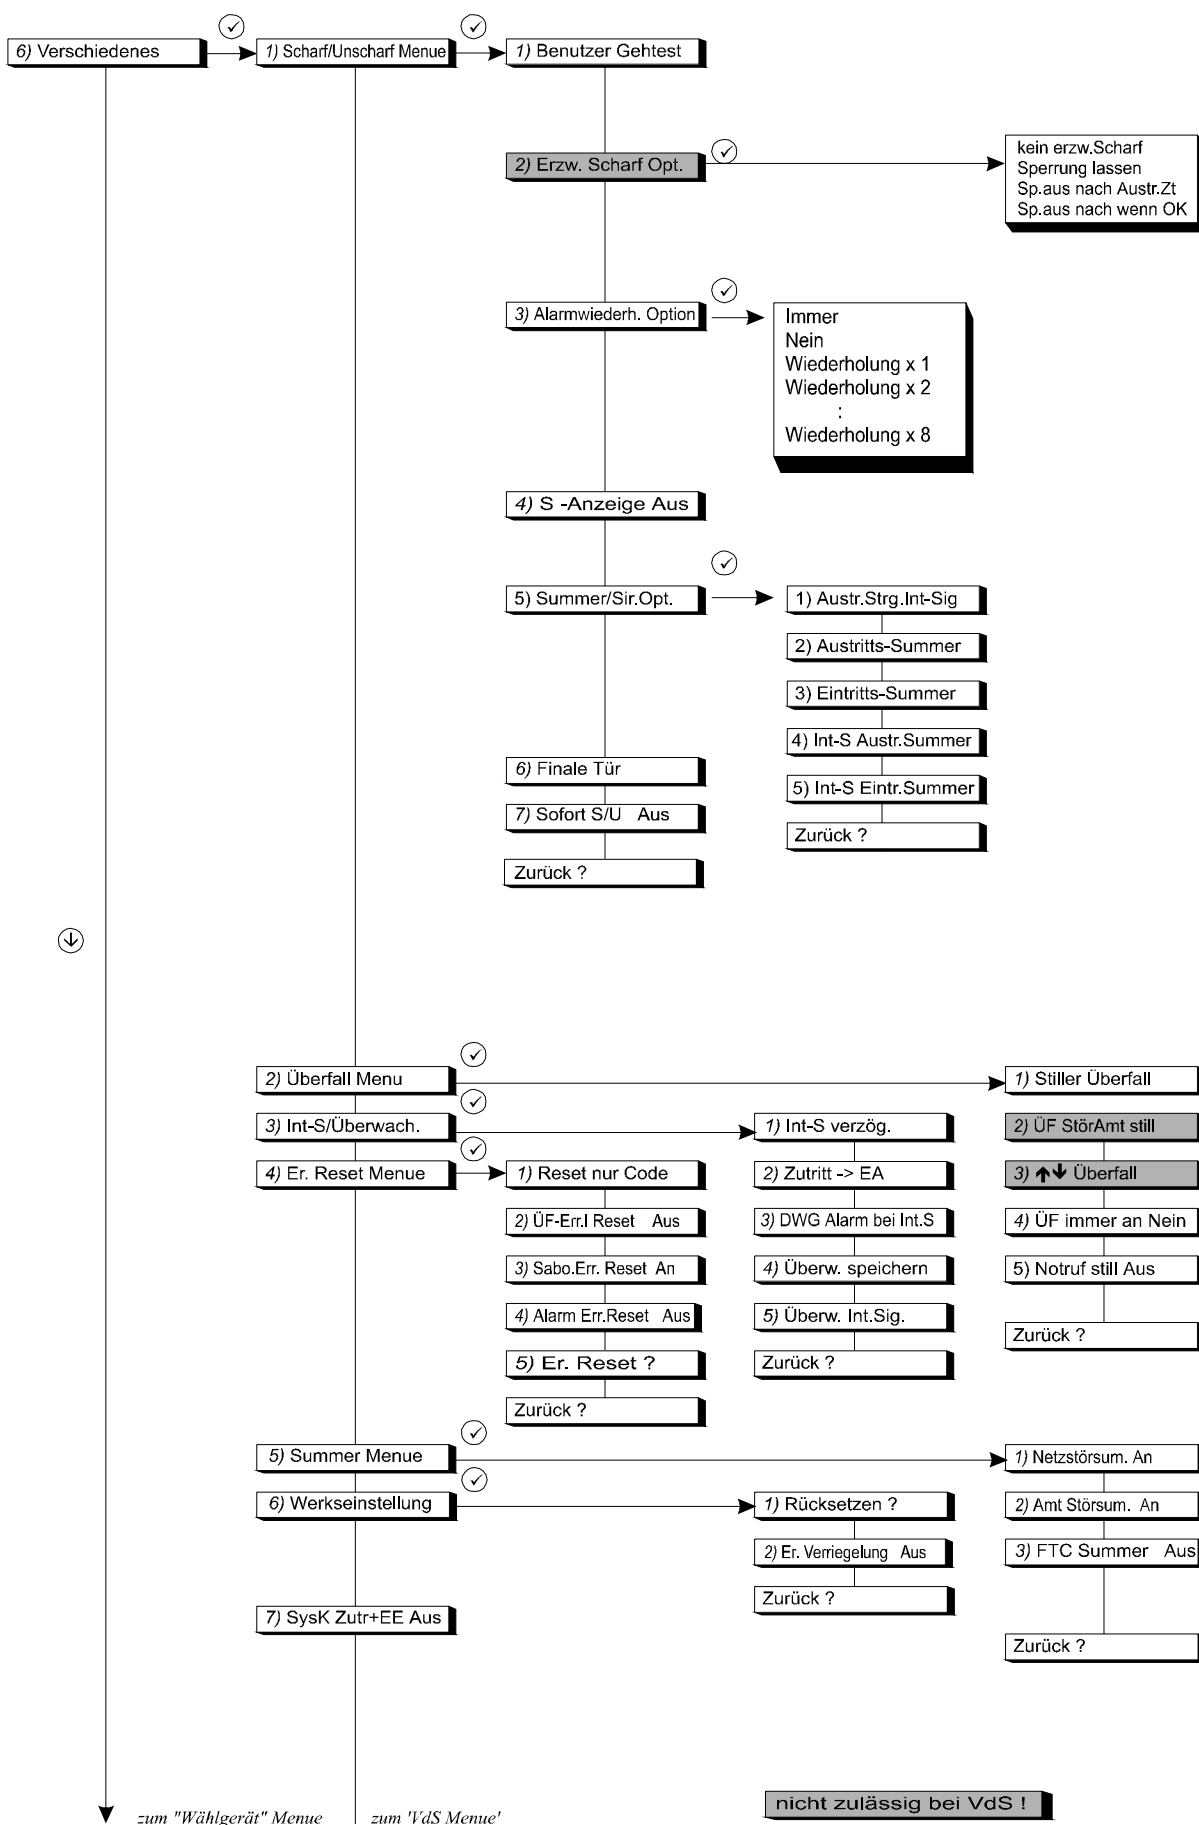 6) Verschiedenes
1) Scharf/Unscharf Menue
1) Benutzer Gehtest
2) Erzw. Scharf Opt.
kein erzw.Scharf
Sperrung lassen
Sp.aus nach Austr.Zt
Sp.aus nach wenn OK
3) Alarmwiederh. Option
Immer
Nein
Wiederholung x 1
Wiederholung x 2
:
Wiederholung x 8
4) S -Anzeige Aus
5) Summer/Sir.Opt.
1) Austr.Strg.Int-Sig
2) Austritts-Summer
3) Eintritts-Summer
4) Int-S Austr.Summer
5) Int-S Eintr.Summer
Zurück ?
6) Finale Tür
7) Sofort S/U Aus
Zurück ?
2) Überfall Menu
1) Stiller Überfall
2) ÜF StörAmt still
3) ↑↓ Überfall
4) ÜF immer an Nein
5) Notruf still Aus
Zurück ?
3) Int-S/Überwach.
1) Int-S verzög.
2) Zutritt -> EA
3) DWG Alarm bei Int.S
4) Überw. speichern
5) Überw. Int.Sig.
Zurück ?
4) Er. Reset Menue
1) Reset nur Code
2) ÜF-Err.l Reset Aus
3) Sabo.Err. Reset An
4) Alarm Err.Reset Aus
5) Er. Reset ?
Zurück ?
5) Summer Menue
1) Netzstörsum. An
2) Amt Störsum. An
3) FTC Summer Aus
Zurück ?
6) Werkseinstellung
1) Rücksetzen ?
2) Er. Verriegelung Aus
Zurück ?
7) SysK Zutr+EE Aus
zum "Wählgerät" Menue
zum 'VdS Menue'
nicht zulässig bei VdS !